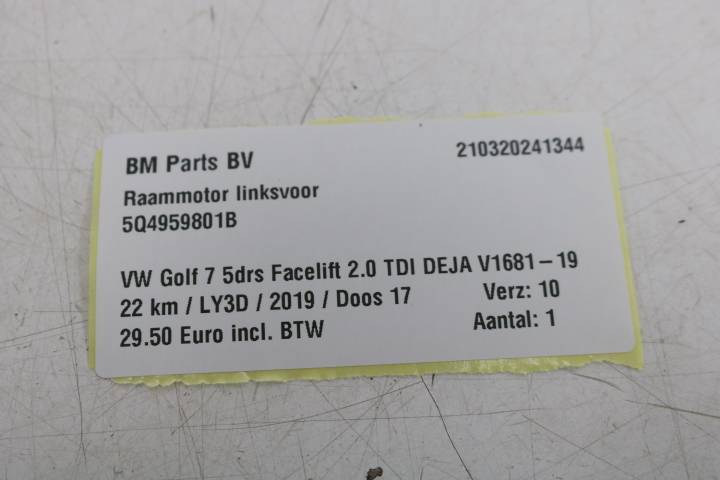 BM Parts BV 210320241344
Raammotor linksvoor
5Q4959801B
VW Golf 7 5drs Facelift 2.0 TDI DEJA V1681-19
22 km / LY3D / 2019 / Doos 17 Verz: 10
29.50 Euro incl. BTW Aantal: 1